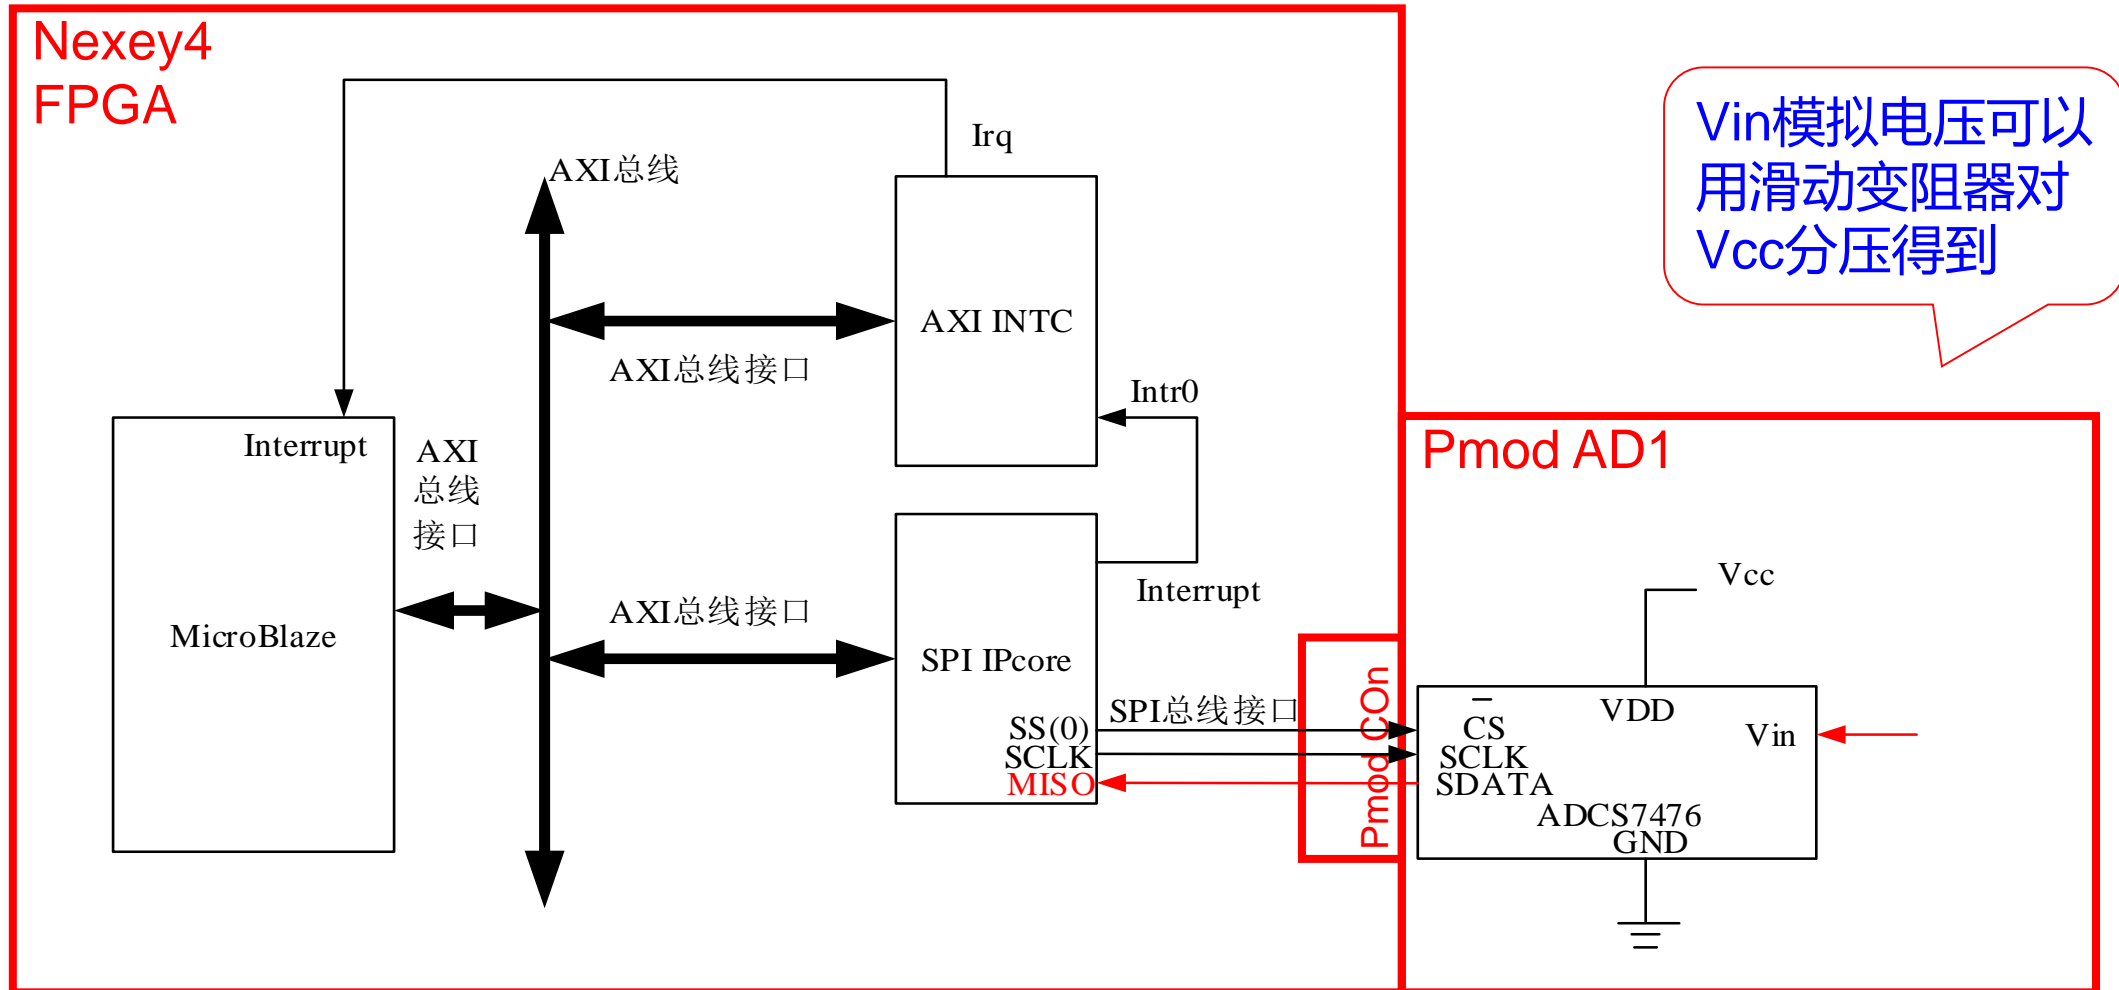 Nexey4
FPGA
Irq
AXI总线
Vin模拟电压可以
用滑动变阻器对
Vcc分压得到
AXI INTC
AXI总线接口
Intr0
Interrupt
AXI
总线
接口
Pmod AD1
Vcc
Interrupt
AXI总线接口
MicroBlaze
SPI IPcore
Pmod COn
SPI总线接口
SS(0)
SCLK
MISO
VDD
CS
SCLK
SDATA
Vin
ADCS7476
GND